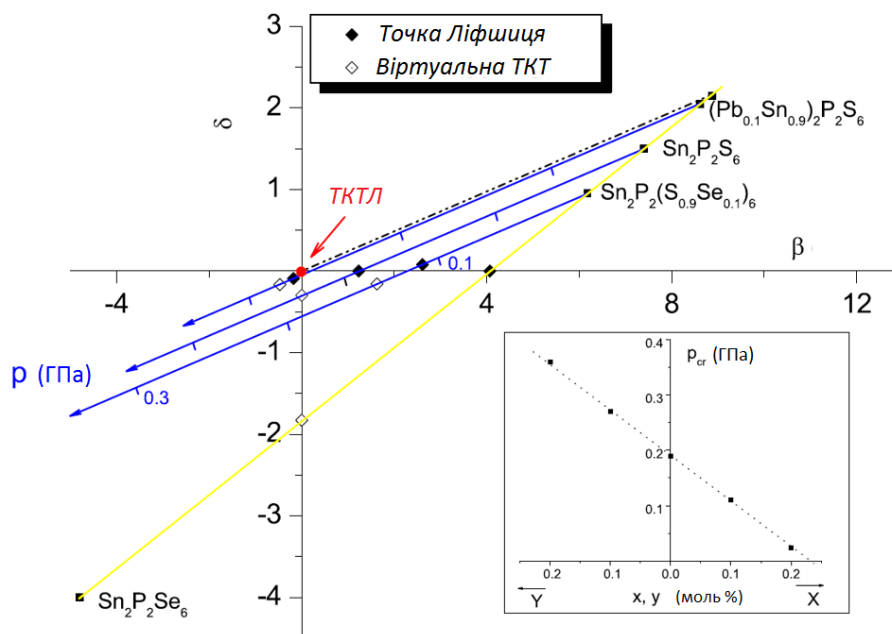 Точка Ліфшиця
Віртуальна ТКТ
3
δ
2
(Pb0.1Sn0.9)2P2S6
Sn2P2S6
1
ТКТЛ
Sn2P2(S0.9Se0.1)6
β
0.1
-4
4
8
12
-1
p (ГПа)
0.3
-2
-3
-4
Sn2P2Se6
0.4
pcr (ГПа)
0.3
0.2
0.1
0.2
0.1
0.0
0.1
0.2
Y
x, y (моль %)
X